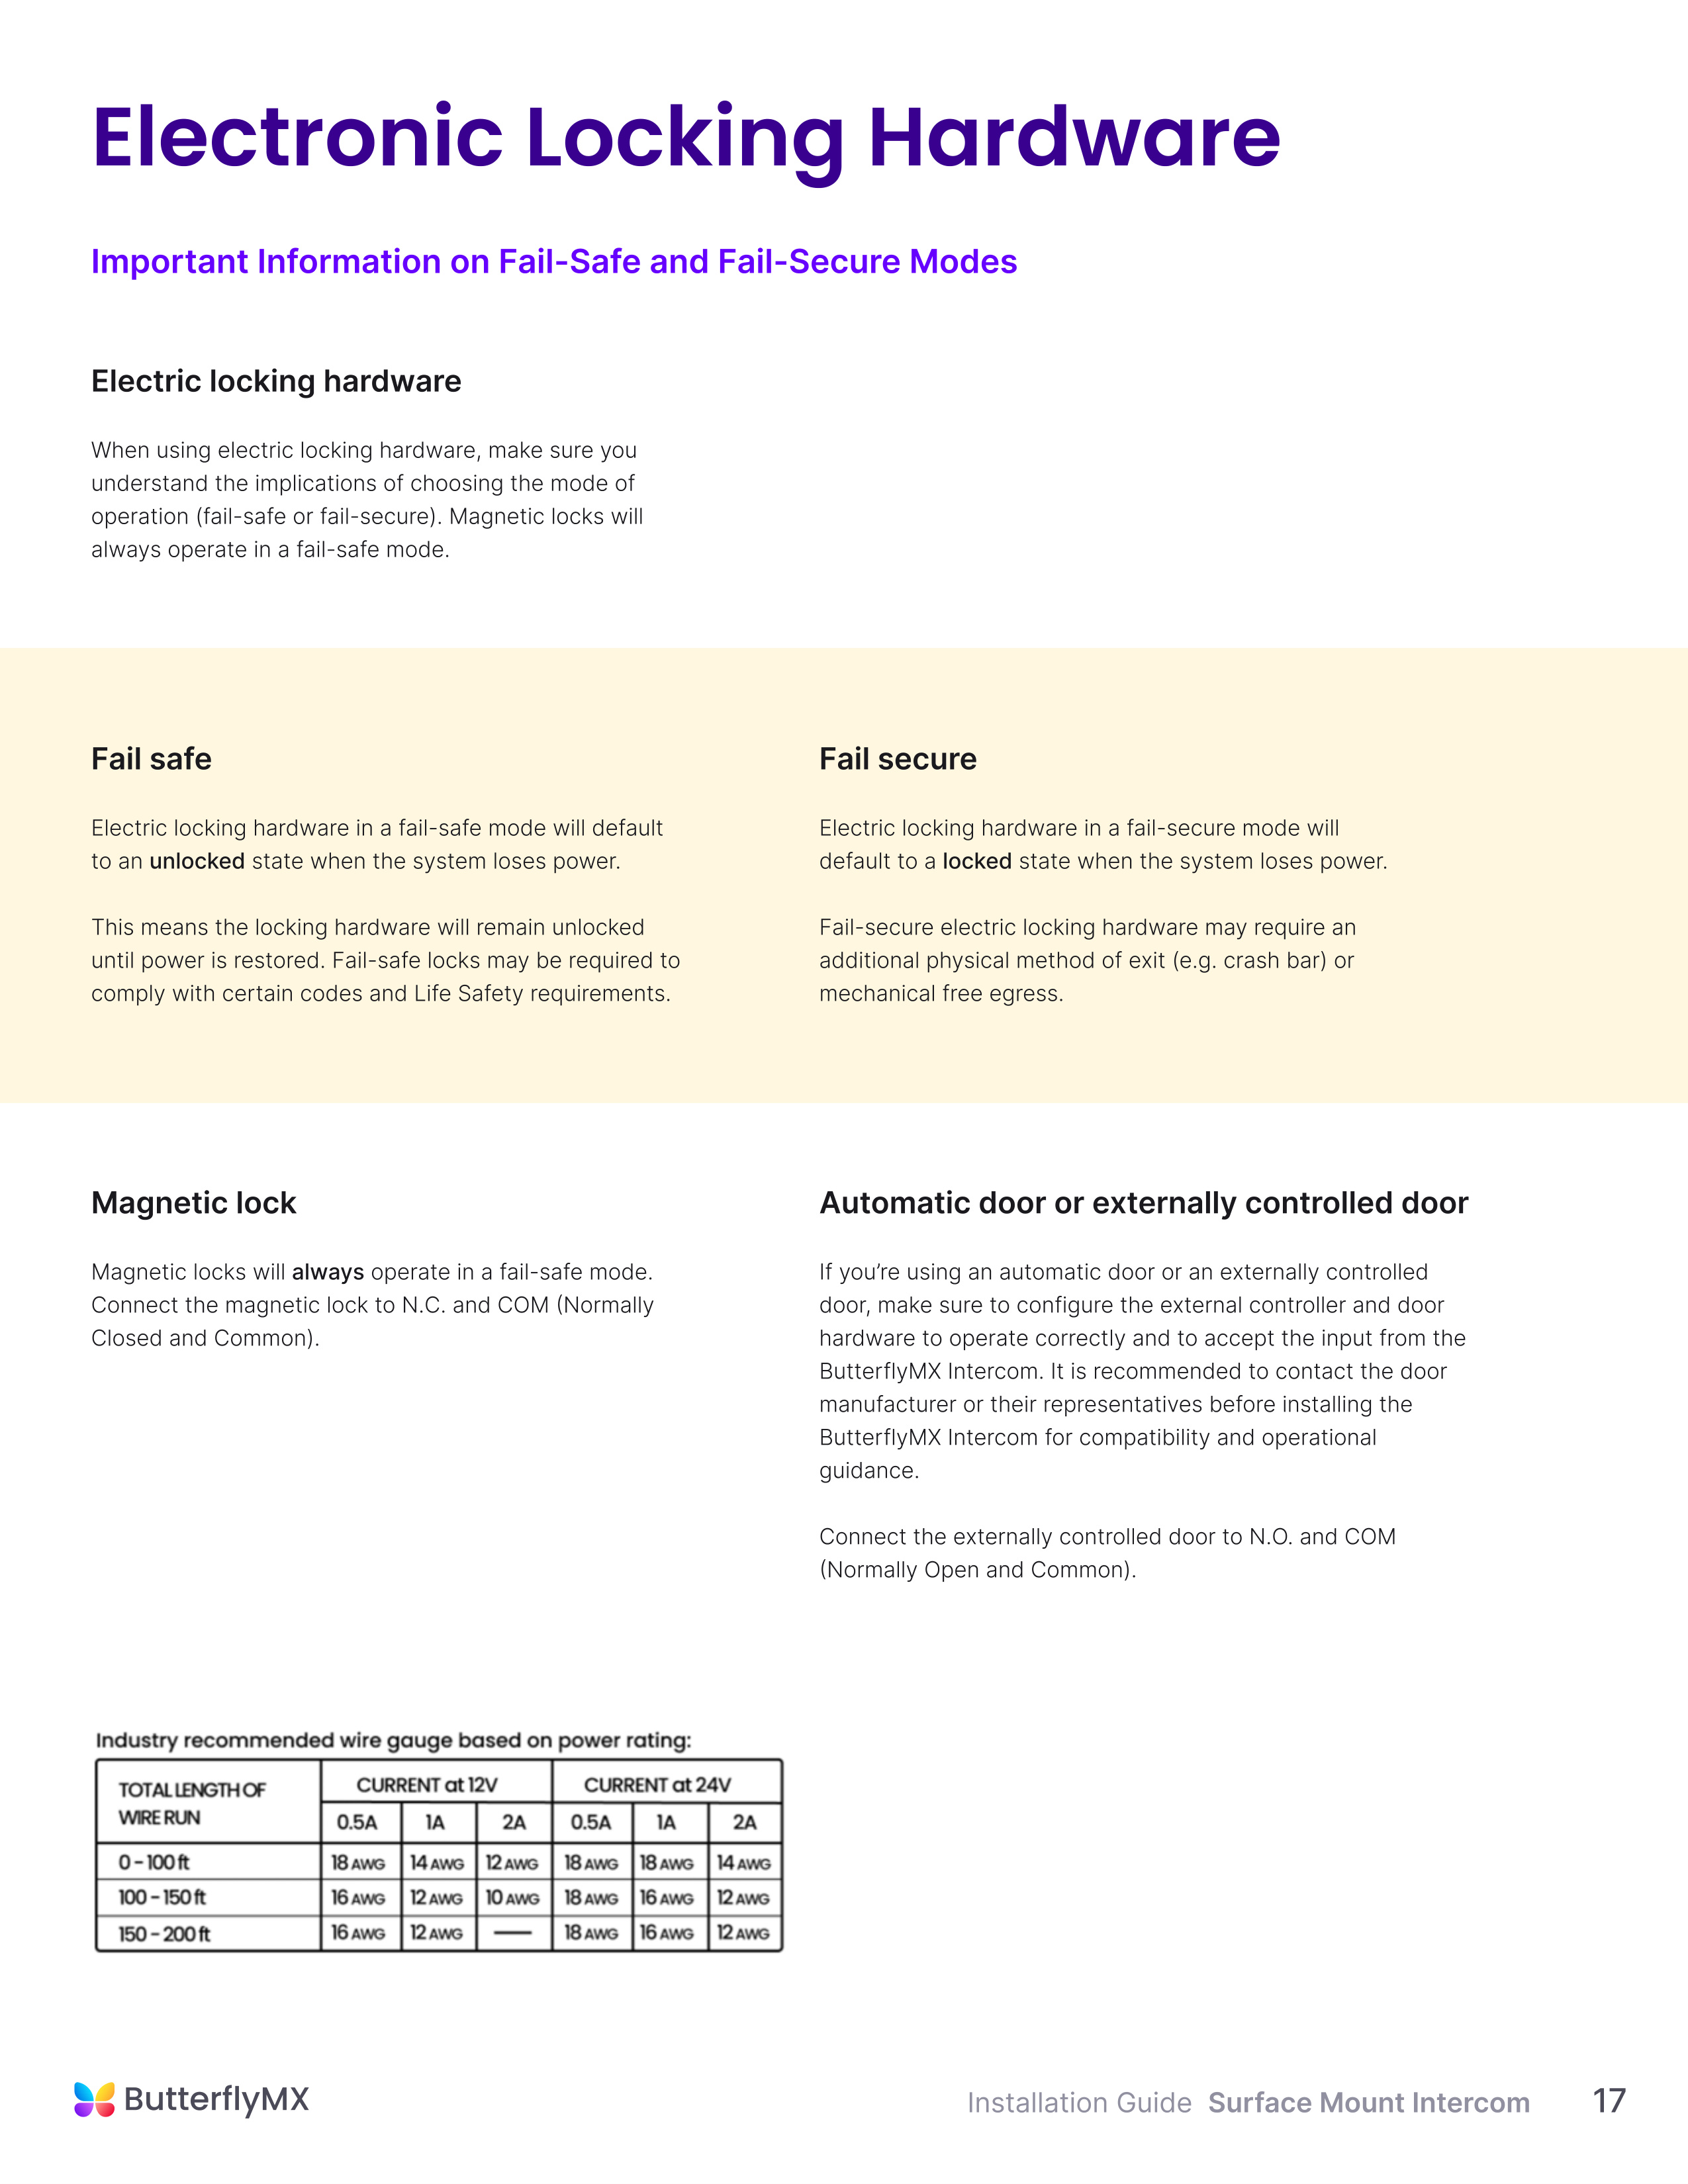 Electronic Locking Hardware
Important Information on Fail-Safe and Fail-Secure Modes
Electric locking hardware
When using electric locking hardware, make sure you
understand the implications of choosing the mode of
operation (fail-safe or fail-secure). Magnetic locks will
always operate in a fail-safe mode.
Fail safe
Electric locking hardware in a fail-safe mode will default
to an unlocked state when the system loses power.
This means the locking hardware will remain unlocked
until power is restored. Fail-safe locks may be required to
comply with certain codes and Life Safety requirements.
Fail secure
Electric locking hardware in a fail-secure mode will
default to a locked state when the system loses power.
Fail-secure electric locking hardware may require an
additional physical method of exit (e.g. crash bar) or
mechanical free egress.
Magnetic lock
Magnetic locks will always operate in a fail-safe mode.
Connect the magnetic lock to N.C. and COM (Normally
Closed and Common).
Automatic door or externally controlled door
If you’re using an automatic door or an externally controlled
door, make sure to configure the external controller and door
hardware to operate correctly and to accept the input from the
ButterflyMX Intercom. It is recommended to contact the door
manufacturer or their representatives before installing the
ButterflyMX Intercom for compatibility and operational
guidance.
Connect the externally controlled door to N.O. and COM
(Normally Open and Common).
Industry recommended wire gauge based on power rating:
TOTAL LENGTH OF WIRE RUN CURRENT at 12V CURRENT at 24V
0.5A 1A 2A 0.5A 1A 2A
0 - 100 ft 18 AWG 14 AWG 12 AWG 18 AWG 18 AWG 14 AWG
100 - 150 ft 16 AWG 12 AWG 10 AWG 18 AWG 16 AWG 12 AWG
150 - 200 ft 16 AWG 12 AWG — 18 AWG 16 AWG 12 AWG
ButterflyMX
Installation Guide Surface Mount Intercom 17